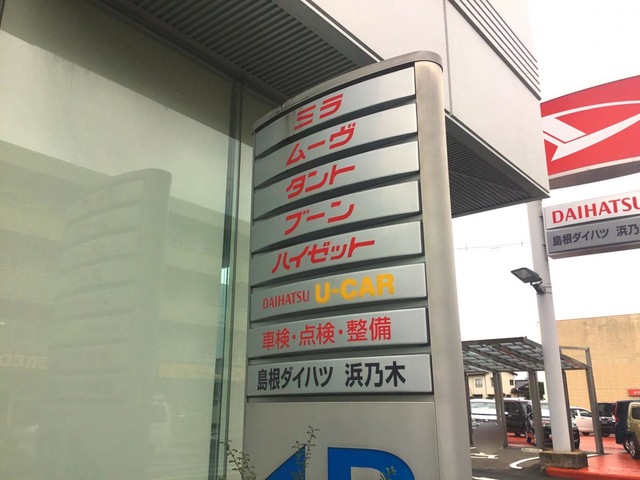 ミラ
ムーヴ
タント
ブーン
ハイゼット
DAIHATSU U-CAR
車検・点検・整備
島根ダイハツ 浜乃木
DAIHATSU
島根ダイハツ 浜乃